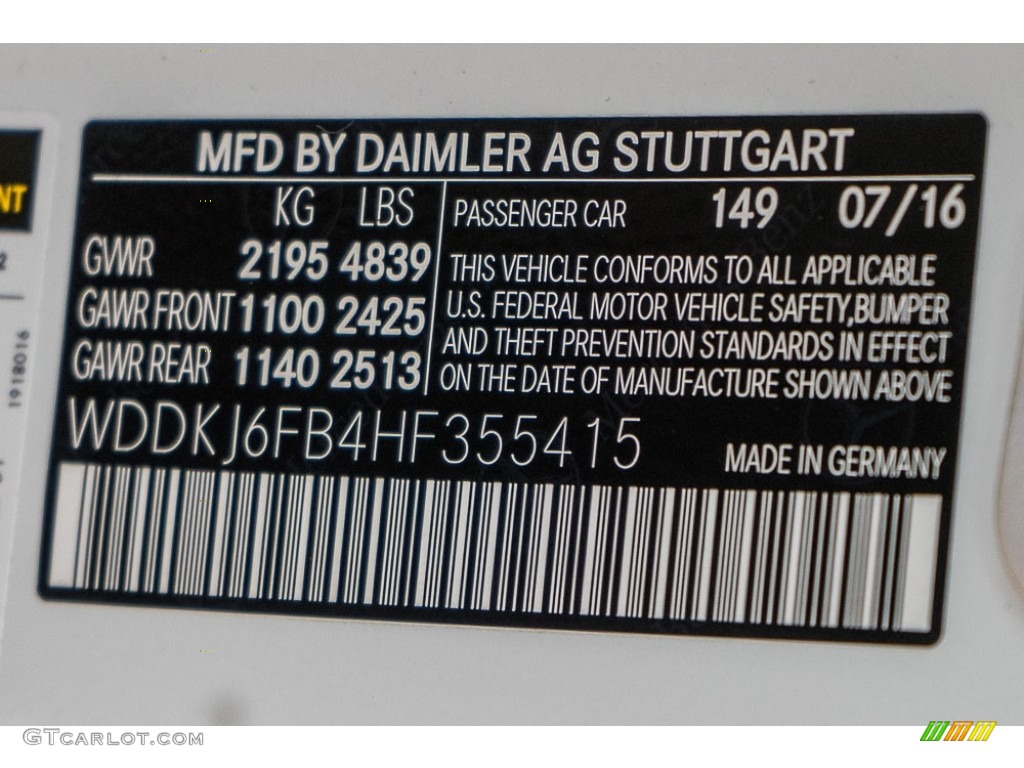 MFD BY DAIMLER AG STUTTGART
KG LBS
GVWR 2195 4839
GAWR FRONT 1100 2425
GAWR REAR 1140 2513
PASSENGER CAR 149 07/16
THIS VEHICLE CONFORMS TO ALL APPLICABLE
U.S. FEDERAL MOTOR VEHICLE SAFETY, BUMPER
AND THEFT PREVENTION STANDARDS IN EFFECT
ON THE DATE OF MANUFACTURE SHOWN ABOVE
WDDKJ6FB4HF355415
MADE IN GERMANY
NT
1918016
GTCARLOT.COM